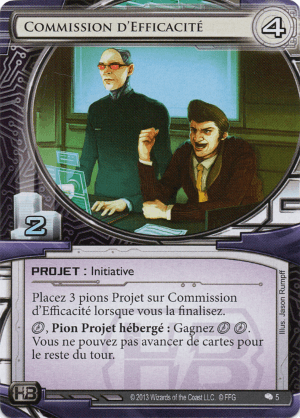 Commission d'Efficacité
4
2
PROJET : Initiative
Placez 3 pions Projet sur Commission
d'Efficacité lorsque vous la finalisez.
, Pion Projet hébergé : Gagnez .
Vous ne pouvez pas avancer de cartes pour
le reste du tour.
Illus. Jason Rumpff
HB
© 2013 Wizards of the Coast LLC. © FFG
5